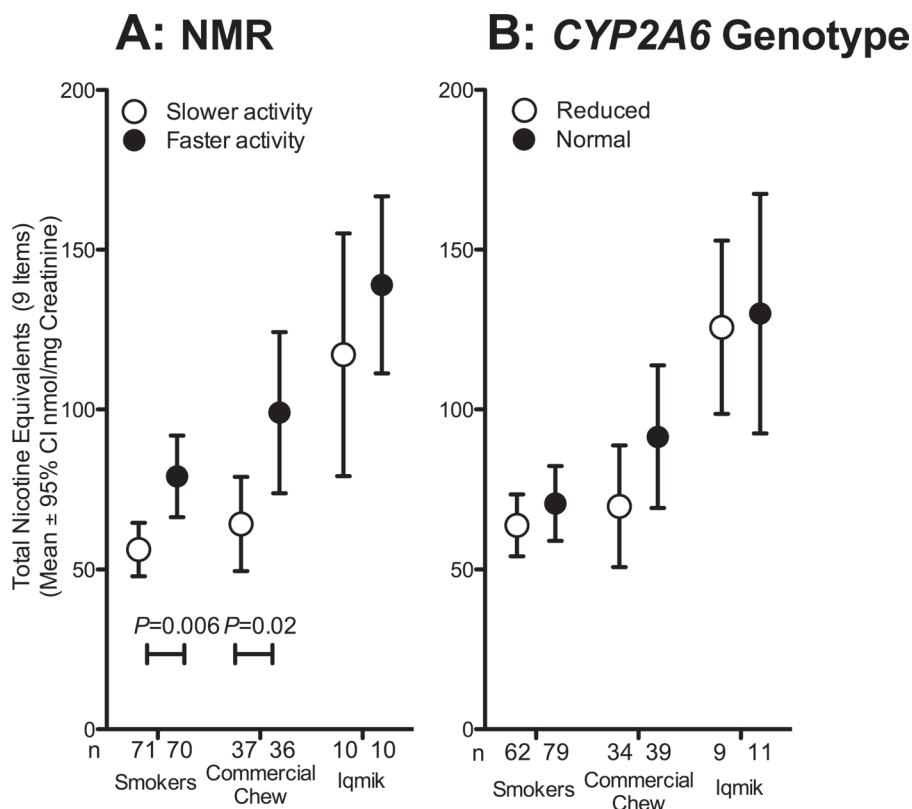 A: NMR
B: CYP2A6 Genotype
Total Nicotine Equivalents (9 Items)
(Mean ± 95% CI nmol/mg Creatinine)
200
150
100
50
0
Slower activity
Faster activity
P=0.006 P=0.02
n 71 70 37 36 10 10
Smokers Commercial Chew Iqmik
200
150
100
50
0
Reduced
Normal
n 62 79 34 39 9 11
Smokers Commercial Chew Iqmik